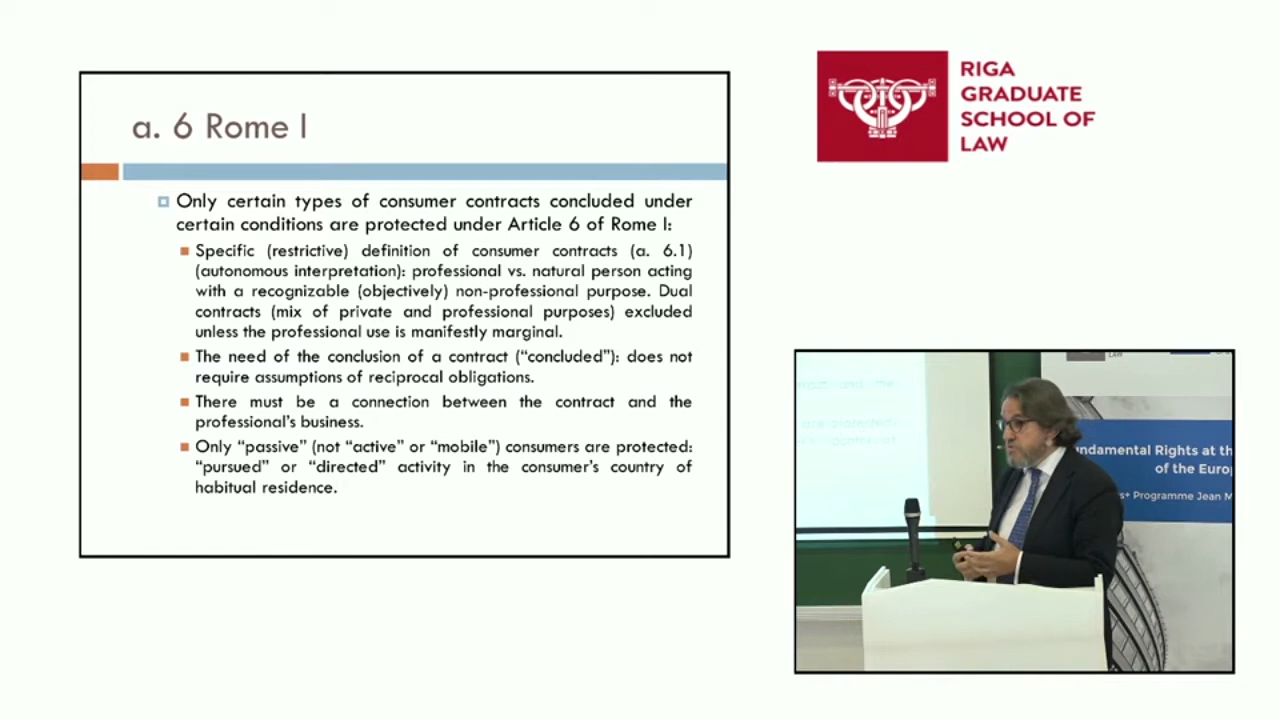 a. 6 Rome I
Only certain types of consumer contracts concluded under
certain conditions are protected under Article 6 of Rome I:
Specific (restrictive) definition of consumer contracts (a. 6.1)
(autonomous interpretation): professional vs. natural person acting
with a recognizable (objectively) non-professional purpose. Dual
contracts (mix of private and professional purposes) excluded
unless the professional use is manifestly marginal.
The need of the conclusion of a contract (“concluded”): does not
require assumptions of reciprocal obligations.
There must be a connection between the contract and the
professional’s business.
Only “passive” (not “active” or “mobile”) consumers are protected:
“pursued” or “directed” activity in the consumer’s country of
habitual residence.
RIGA
GRADUATE
SCHOOL OF
LAW
LAW
undamental Rights at th
of the Euro
s+ Programme Jean M